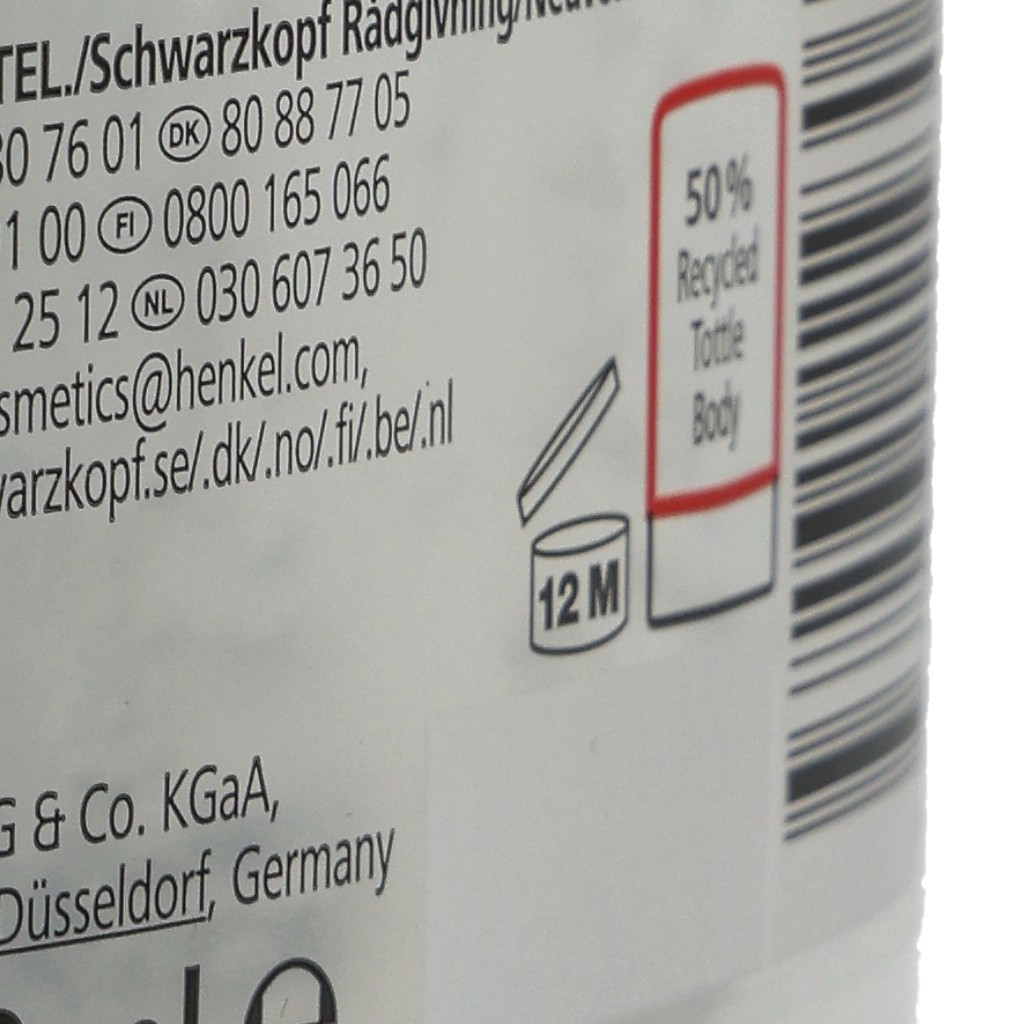 TEL./Schwarzkopf Rådgivning/
80 76 01 DK 80 88 77 05
1 00 FI 0800 165 066
25 12 NL 030 607 36 50
smetics@henkel.com,
warzkopf.se/.dk/.no/.fi/.be/.nl
50%
Recycled
Tottle
Body
12 M
G & Co. KGaA,
Düsseldorf, Germany